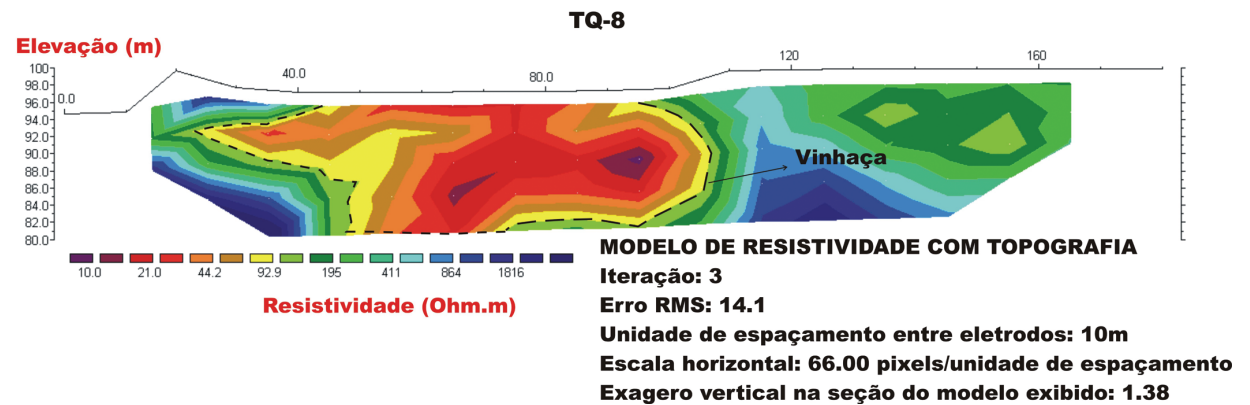 TQ-8
Elevação (m)
100
98.0
96.0
94.0
92.0
90.0
88.0
86.0
84.0
82.0
80.0
0.0
40.0
80.0
120
160
Vinhaça
10.0 21.0 44.2 92.9 195 411 864 1816
Resistividade (Ohm.m)
MODELO DE RESISTIVIDADE COM TOPOGRAFIA
Iteração: 3
Erro RMS: 14.1
Unidade de espaçamento entre eletrodos: 10m
Escala horizontal: 66.00 pixels/unidade de espaçamento
Exagero vertical na seção do modelo exibido: 1.38